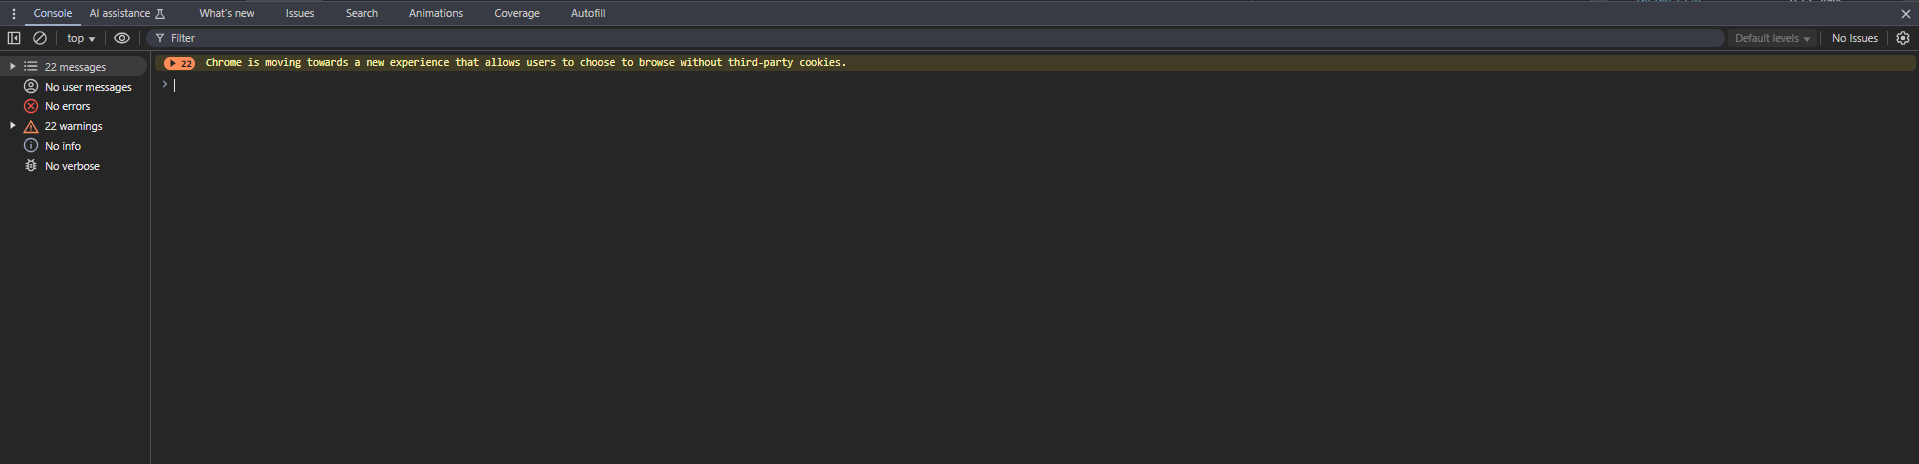 Console AI assistance What's new Issues Search Animations Coverage Autofill
top Filter Default levels No Issues
22 messages
No user messages
No errors
22 warnings
No info
No verbose
22 Chrome is moving towards a new experience that allows users to choose to browse without third-party cookies.